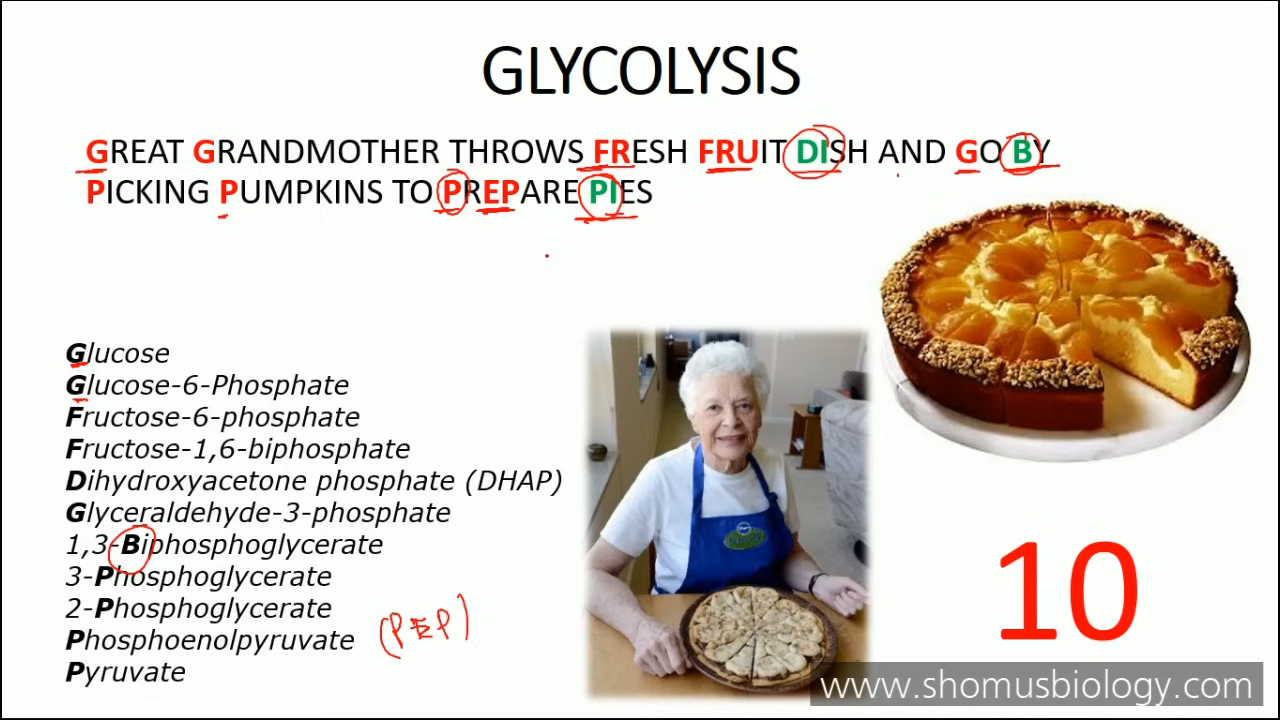 GLYCOLYSIS
GREAT GRANDMOTHER THROWS FRESH FRUIT DISH AND GO BY
PICKING PUMPKINS TO PREPARE PIES
Glucose
Glucose-6-Phosphate
Fructose-6-phosphate
Fructose-1,6-biphosphate
Dihydroxyacetone phosphate (DHAP)
Glyceraldehyde-3-phosphate
1,3-Biphosphoglycerate
3-Phosphoglycerate
2-Phosphoglycerate
Phosphoenolpyruvate (PEP)
Pyruvate
10
www.shomusbiology.com